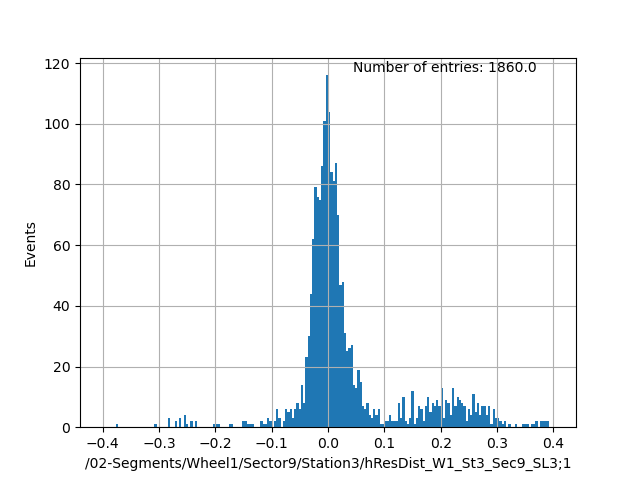 Number of entries: 1860.0
120
100
80
60
40
20
0
Events
−0.4 −0.3 −0.2 −0.1 0.0 0.1 0.2 0.3 0.4
/02-Segments/Wheel1/Sector9/Station3/hResDist_W1_St3_Sec9_SL3;1